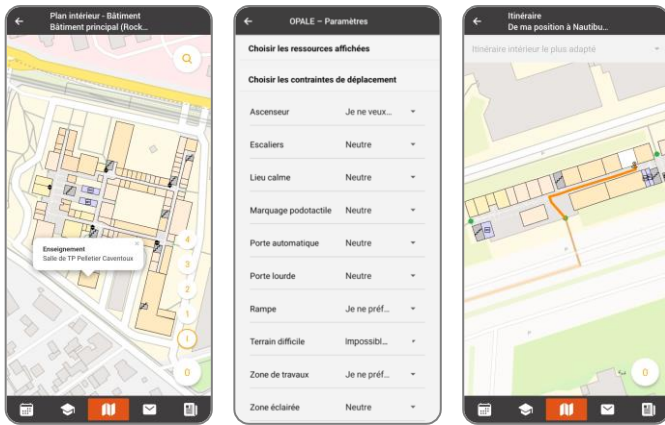 Plan intérieur - Bâtiment
Bâtiment principal (Rock...
Enseignement
Salle de TP Pelletier Caventoux
4
3
2
1
0
OPALE – Paramètres
Choisir les ressources affichées
Choisir les contraintes de déplacement
Ascenseur Je ne veux...
Escaliers Neutre
Lieu calme Neutre
Marquage podotactile Neutre
Porte automatique Neutre
Porte lourde Neutre
Rampe Je ne préf...
Terrain difficile Impossibl...
Zone de travaux Je ne préf...
Zone éclairée Neutre
Itinéraire
De ma position à Nautibu...
Itinéraire intérieur le plus adapté
0